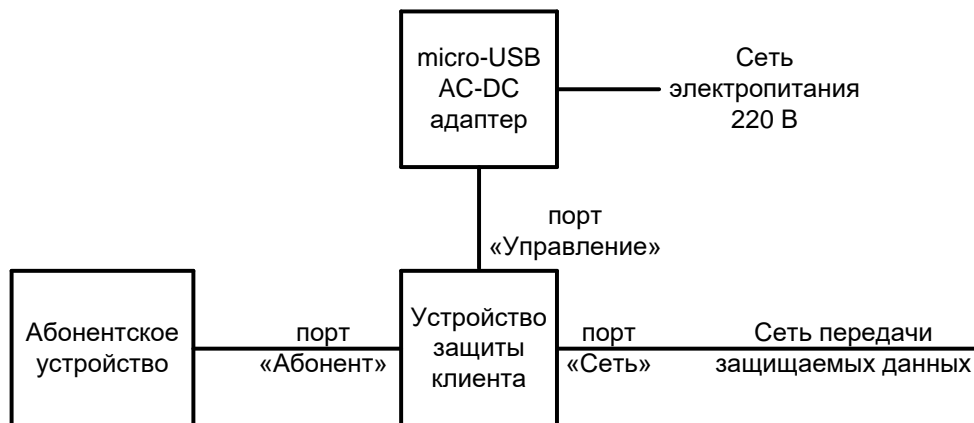 micro-USB
AC-DC
адаптер
Сеть
электропитания
220 В
порт
«Управление»
Абонентское
устройство
порт
«Абонент»
Устройство
защиты
клиента
порт
«Сеть»
Сеть передачи
защищаемых данных